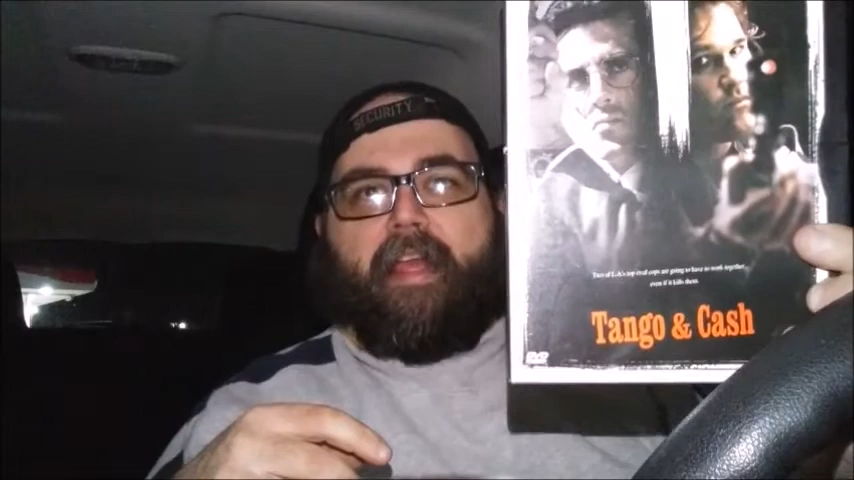 SECURITY
Two of L.A.'s top rival cops are going to have to work together...
even if it kills them.
Tango & Cash
DVD